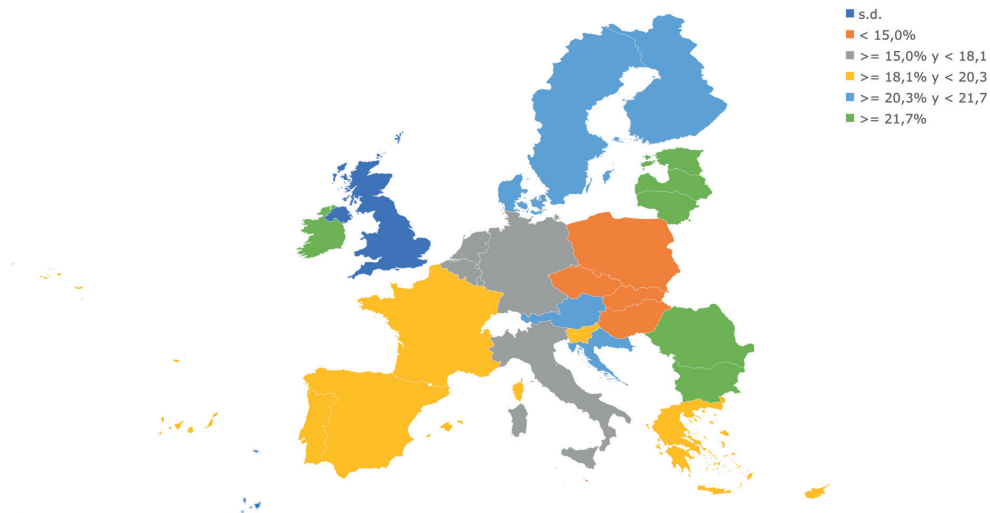 s.d.
< 15,0%
>= 15,0% y < 18,1
>= 18,1% y < 20,3
>= 20,3% y < 21,7
>= 21,7%